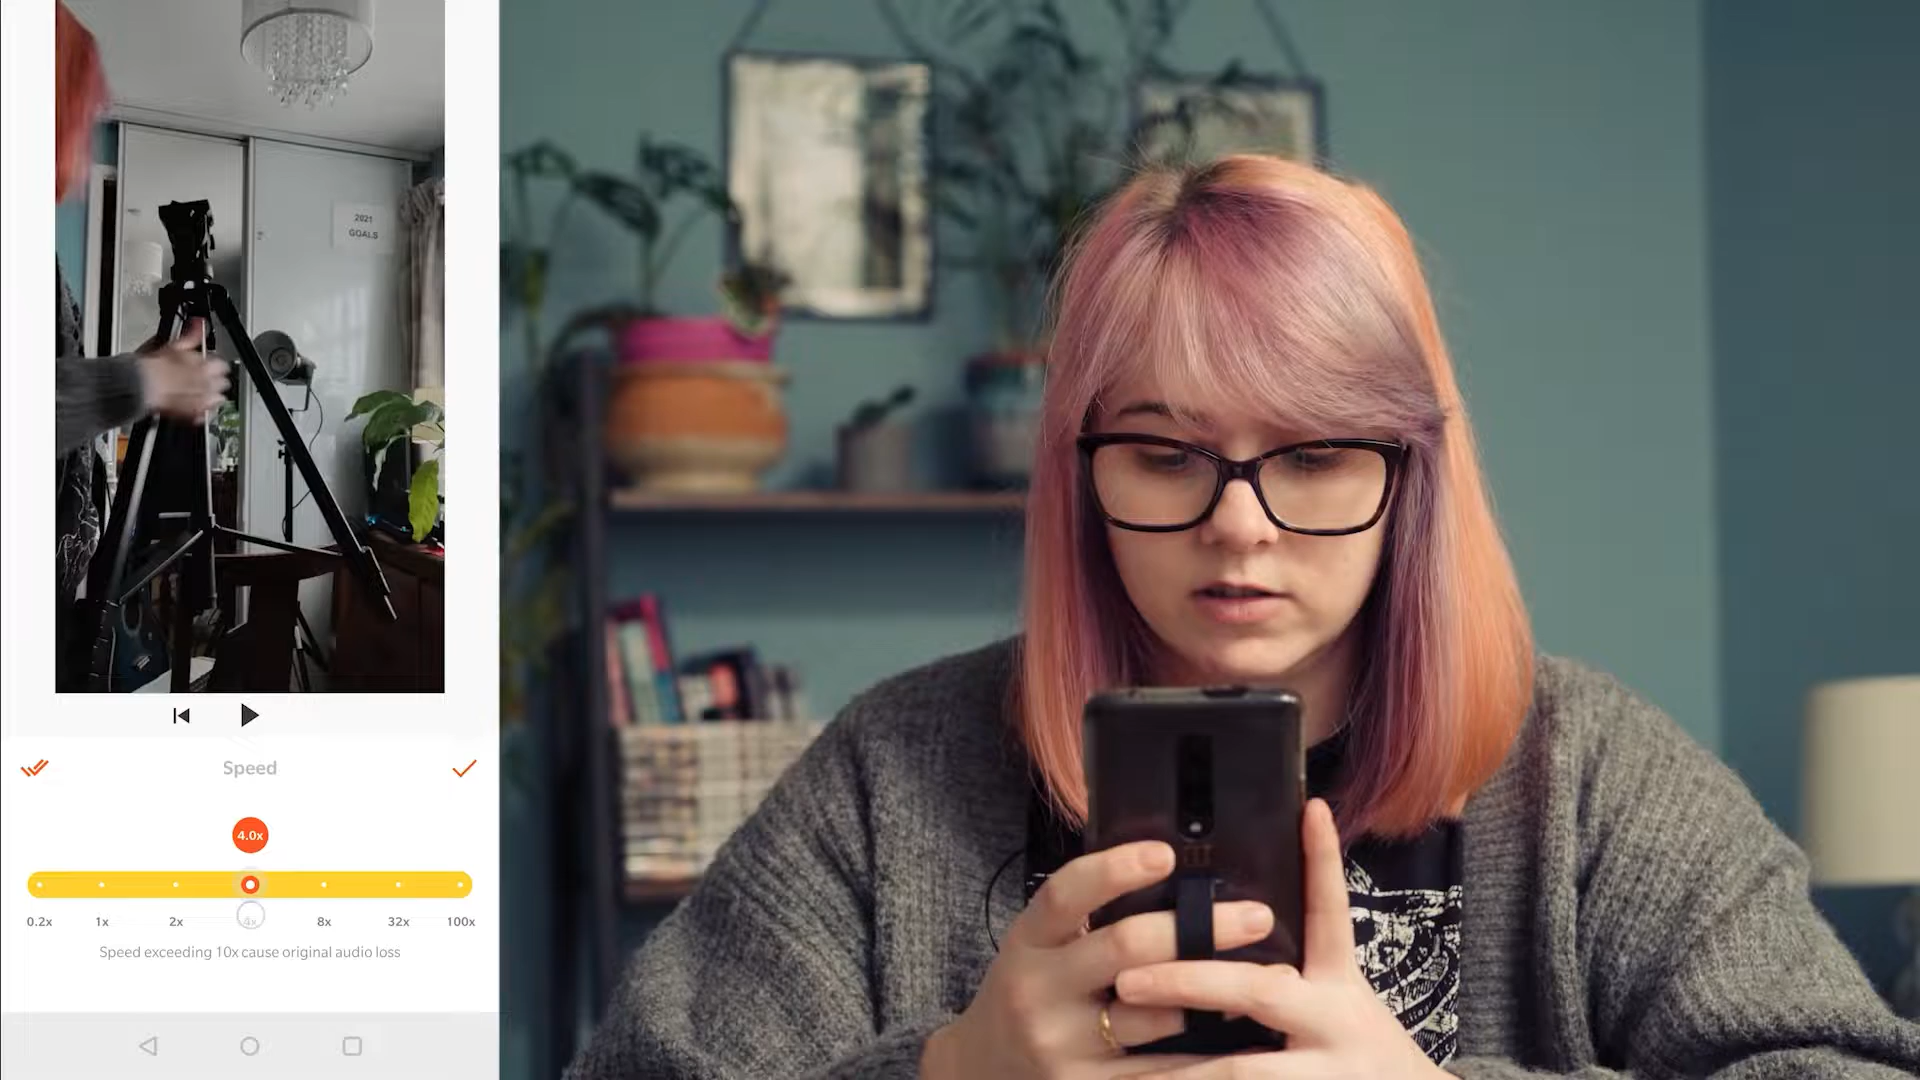 2021
GOALS
Speed
4.0x
0.2x 1x 2x 4x 8x 32x 100x
Speed exceeding 10x cause original audio loss